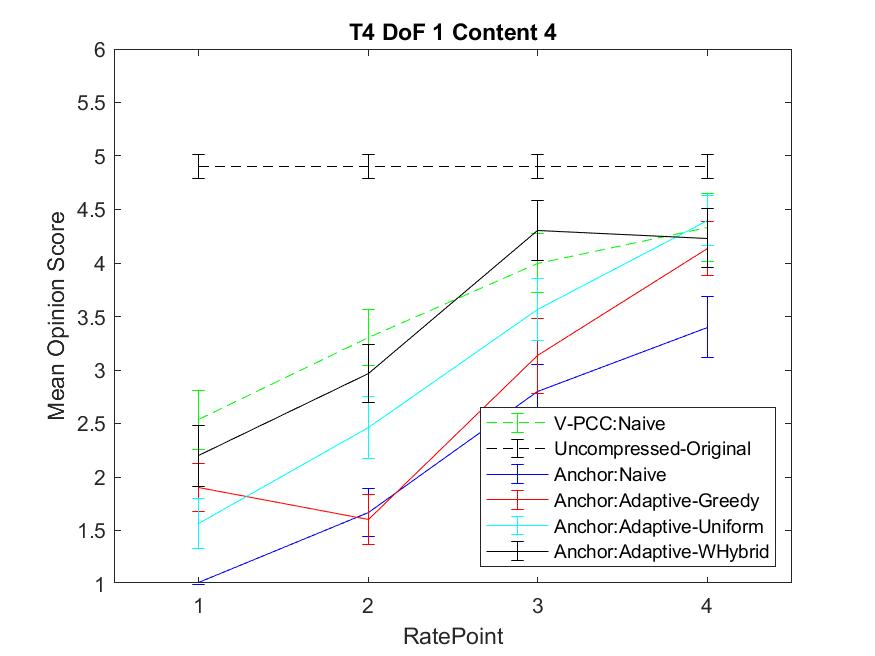 T4 DoF 1 Content 4
6
5.5
5
4.5
4
3.5
3
2.5
2
1.5
1
Mean Opinion Score
V-PCC:Naive
Uncompressed-Original
Anchor:Naive
Anchor:Adaptive-Greedy
Anchor:Adaptive-Uniform
Anchor:Adaptive-WHybrid
1 2 3 4
RatePoint